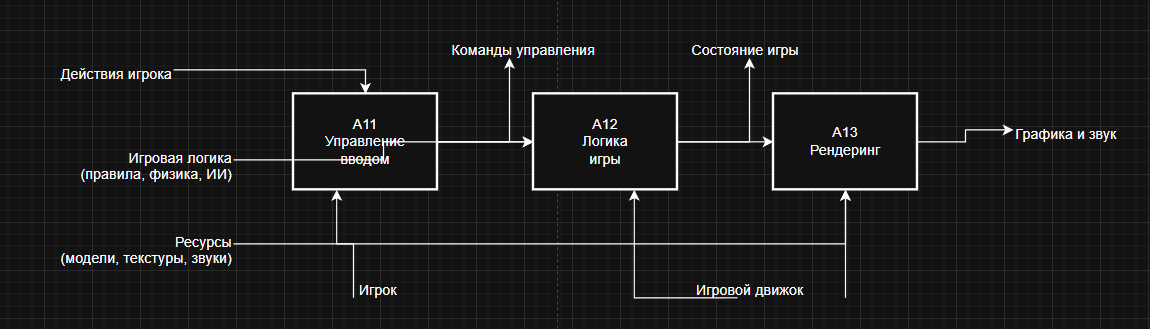 Команды управления
Состояние игры
Действия игрока
A11
Управление
вводом
A12
Логика
игры
A13
Рендеринг
Графика и звук
Игровая логика
(правила, физика, ИИ)
Ресурсы
(модели, текстуры, звуки)
Игрок
Игровой движок